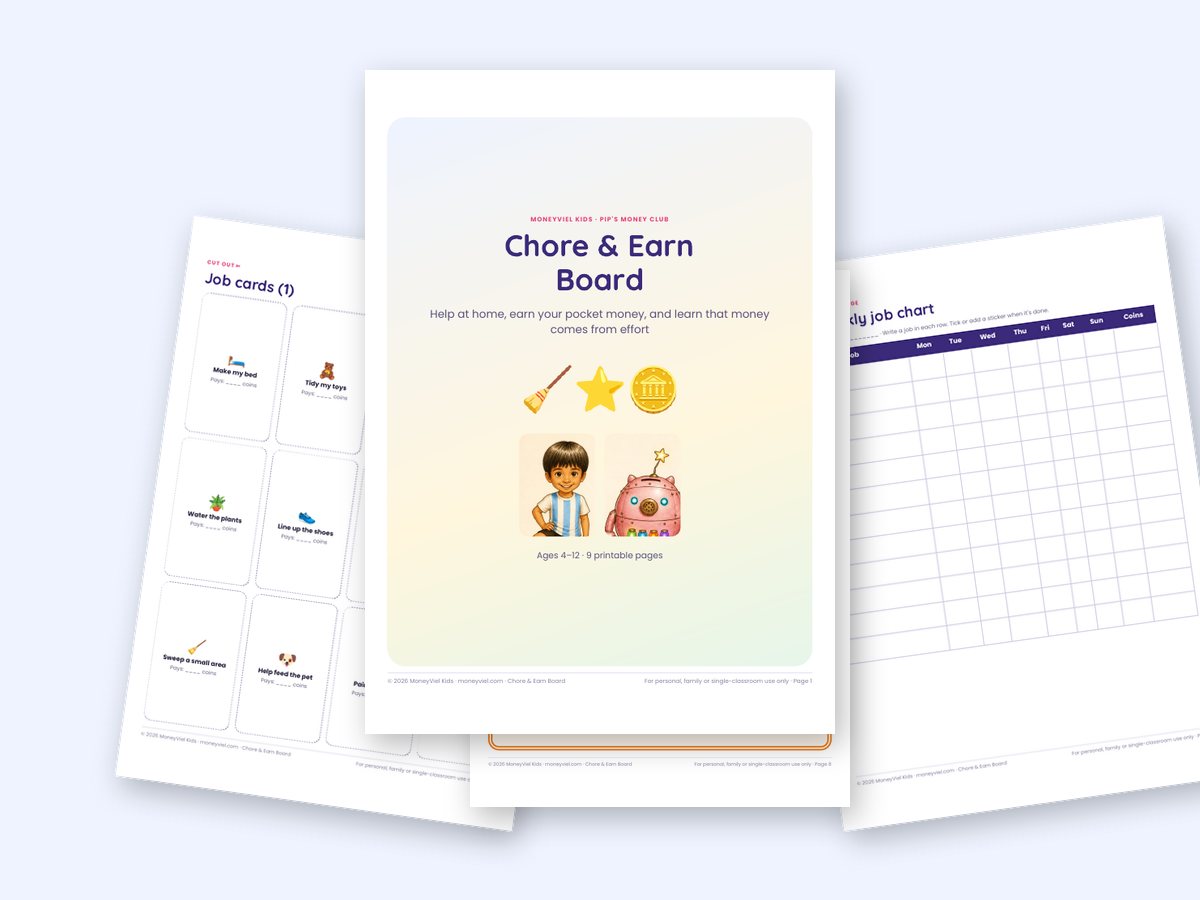 MONEYVIEL KIDS · PIP'S MONEY CLUB
Chore & Earn
Board
Help at home, earn your pocket money, and learn that money
comes from effort
Ages 4–12 · 9 printable pages
© 2026 MoneyViel Kids · moneyviel.com · Chore & Earn Board
For personal, family or single-classroom use only · Page 1
CUT OUT ✂
Job cards (1)
Make my bed
Pays: ____ coins
Tidy my toys
Pays: ____ coins
Water the plants
Pays: ____ coins
Line up the shoes
Pays: ____ coins
Sweep a small area
Pays: ____ coins
Help feed the pet
Pays: ____ coins
Pays:
© 2026 MoneyViel Kids · moneyviel.com · Chore & Earn Board
For personal, family or single-classroom use
© 2026 MoneyViel Kids · moneyviel.com · Chore & Earn Board
For personal, family or single-classroom use only · Page 8
job chart
· Write a job in each row. Tick or add a sticker when it's done.
Mon Tue Wed Thu Fri Sat Sun Coins
© 2026 MoneyViel Kids · moneyviel.com · Chore & Earn Board
For personal, family or single-classroom use only